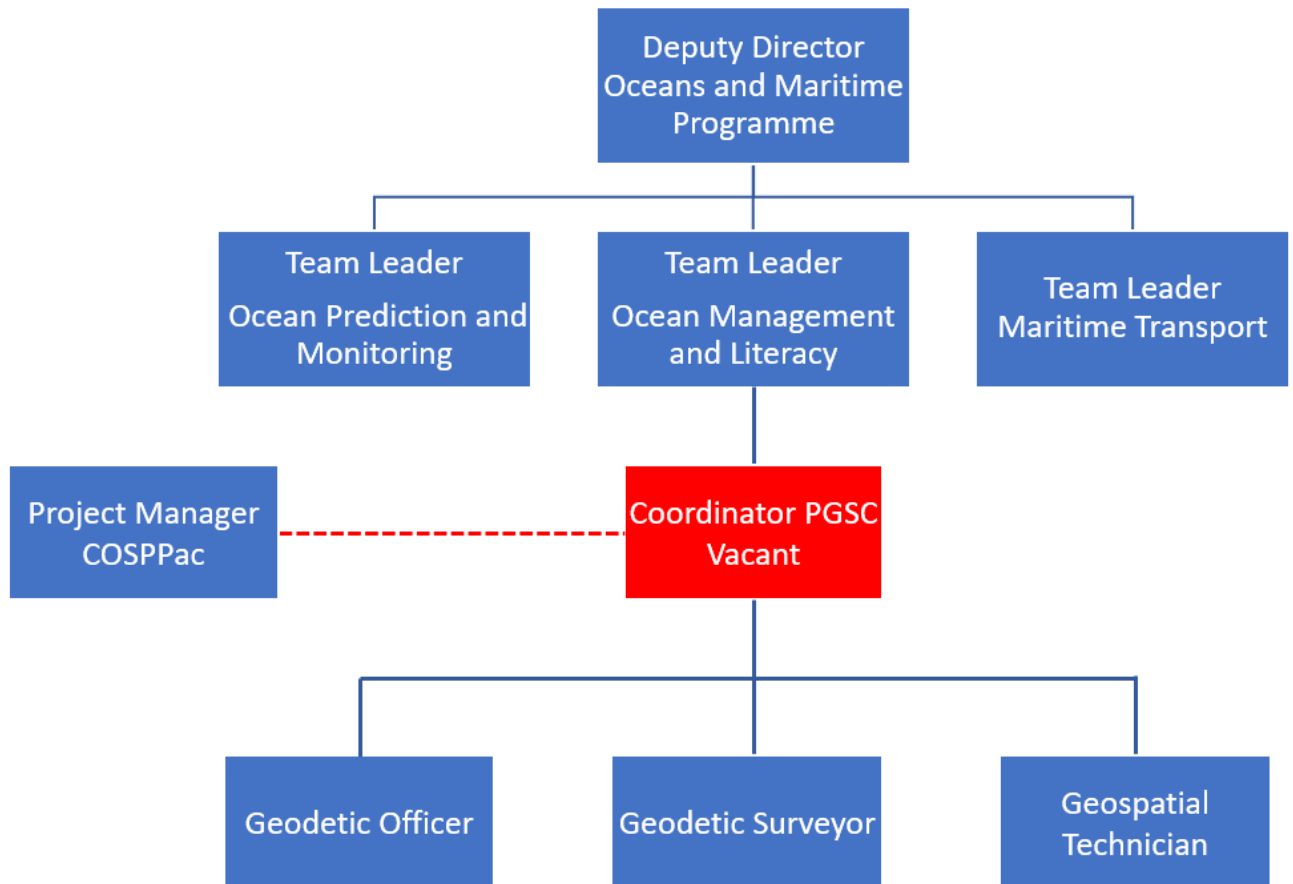 Deputy Director
Oceans and Maritime
Programme
Team Leader
Ocean Prediction and
Monitoring
Team Leader
Ocean Management
and Literacy
Team Leader
Maritime Transport
Project Manager
COSPPac
Coordinator PGSC
Vacant
Geodetic Officer
Geodetic Surveyor
Geospatial
Technician